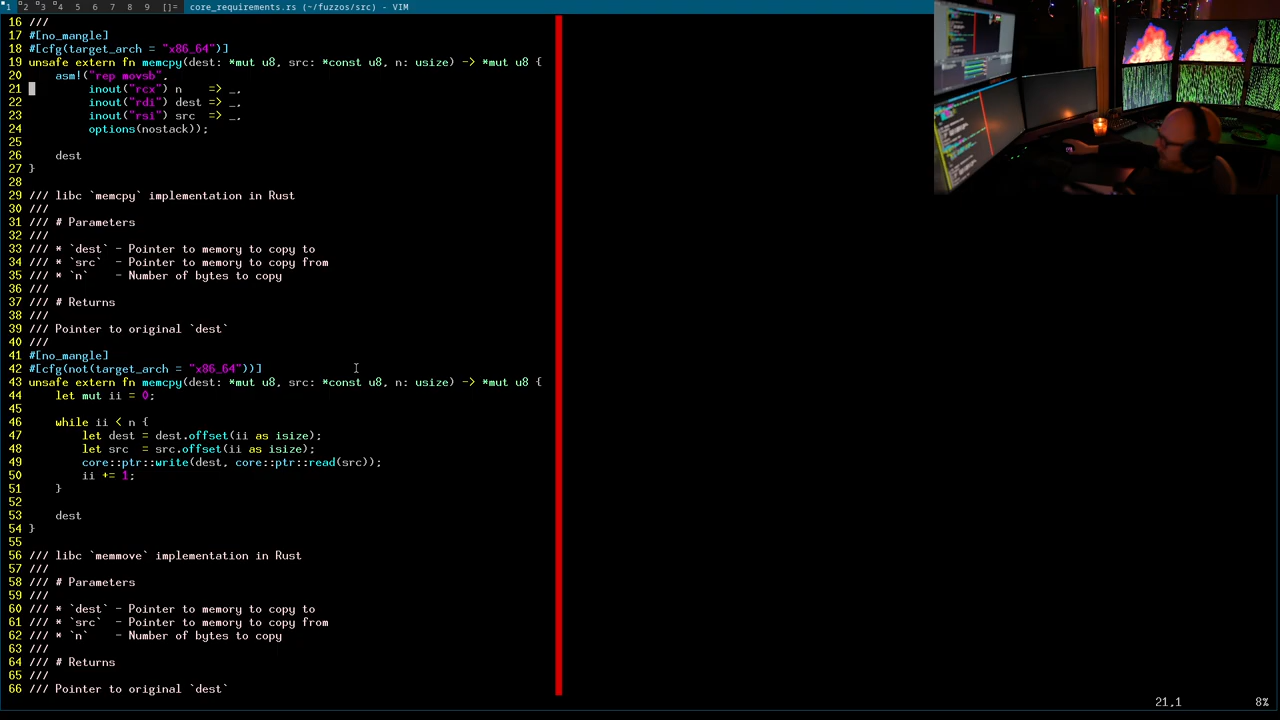 1 2 3 4 5 6 7 8 9 []= core_requirements.rs (~/fuzzos/src) - VIM
16 ///
17 #[no_mangle]
18 #[cfg(target_arch = "x86_64")]
19 unsafe extern fn memcpy(dest: *mut u8, src: *const u8, n: usize) -> *mut u8 {
20     asm!("rep movsb",
21          inout("rcx") n    => _,
22          inout("rdi") dest => _,
23          inout("rsi") src  => _,
24          options(nostack));
25
26     dest
27 }
28
29 /// libc `memcpy` implementation in Rust
30 ///
31 /// # Parameters
32 ///
33 /// * `dest` - Pointer to memory to copy to
34 /// * `src`  - Pointer to memory to copy from
35 /// * `n`    - Number of bytes to copy
36 ///
37 /// # Returns
38 ///
39 /// Pointer to original `dest`
40 ///
41 #[no_mangle]
42 #[cfg(not(target_arch = "x86_64"))]
43 unsafe extern fn memcpy(dest: *mut u8, src: *const u8, n: usize) -> *mut u8 {
44     let mut ii = 0;
45
46     while ii < n {
47         let dest = dest.offset(ii as isize);
48         let src  = src.offset(ii as isize);
49         core::ptr::write(dest, core::ptr::read(src));
50         ii += 1;
51     }
52
53     dest
54 }
55
56 /// libc `memmove` implementation in Rust
57 ///
58 /// # Parameters
59 ///
60 /// * `dest` - Pointer to memory to copy to
61 /// * `src`  - Pointer to memory to copy from
62 /// * `n`    - Number of bytes to copy
63 ///
64 /// # Returns
65 ///
66 /// Pointer to original `dest`
21,1 8%